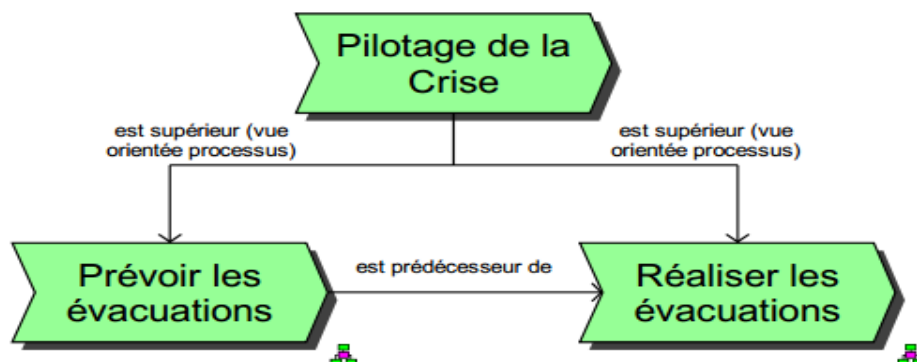 Pilotage de la
Crise
est supérieur (vue
orientée processus)
est supérieur (vue
orientée processus)
Prévoir les
évacuations
est prédécesseur de
Réaliser les
évacuations